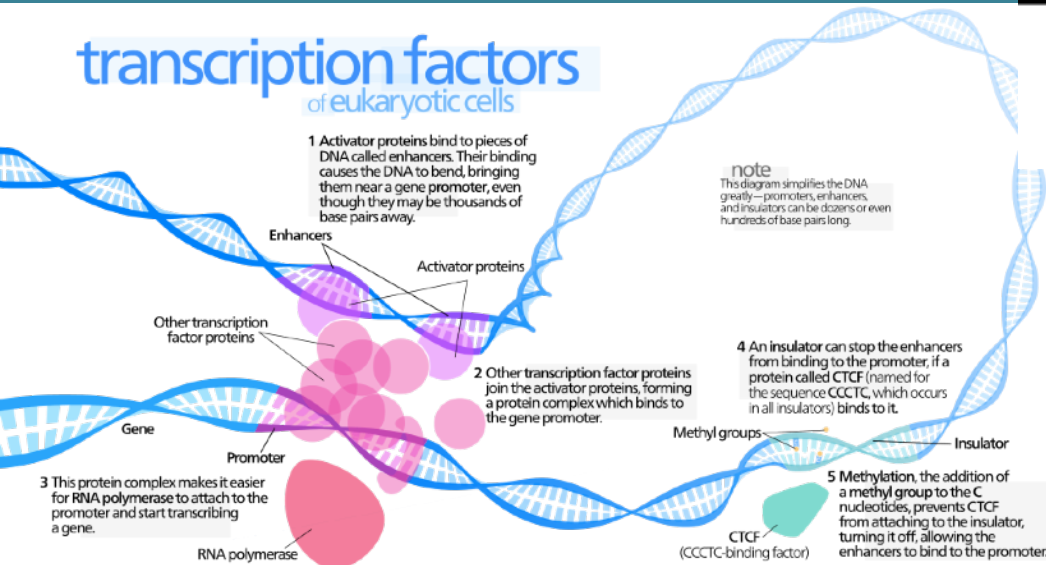 transcription factors
of eukaryotic cells
1 Activator proteins bind to pieces of
DNA called enhancers. Their binding
causes the DNA to bend, bringing
them near a gene promoter, even
though they may be thousands of
base pairs away.
note
This diagram simplifies the DNA
greatly—promoters, enhancers,
and insulators can be dozens or even
hundreds of base pairs long.
Enhancers
Activator proteins
Other transcription
factor proteins
2 Other transcription factor proteins
join the activator proteins, forming
a protein complex which binds to
the gene promoter.
4 An insulator can stop the enhancers
from binding to the promoter, if a
protein called CTCF (named for
the sequence CCCTC, which occurs
in all insulators) binds to it.
Gene
Promoter
Methyl groups
Insulator
3 This protein complex makes it easier
for RNA polymerase to attach to the
promoter and start transcribing
a gene.
RNA polymerase
5 Methylation, the addition of
a methyl group to the C
nucleotides, prevents CTCF
from attaching to the insulator,
turning it off, allowing the
enhancers to bind to the promoter.
CTCF
(CCCTC-binding factor)